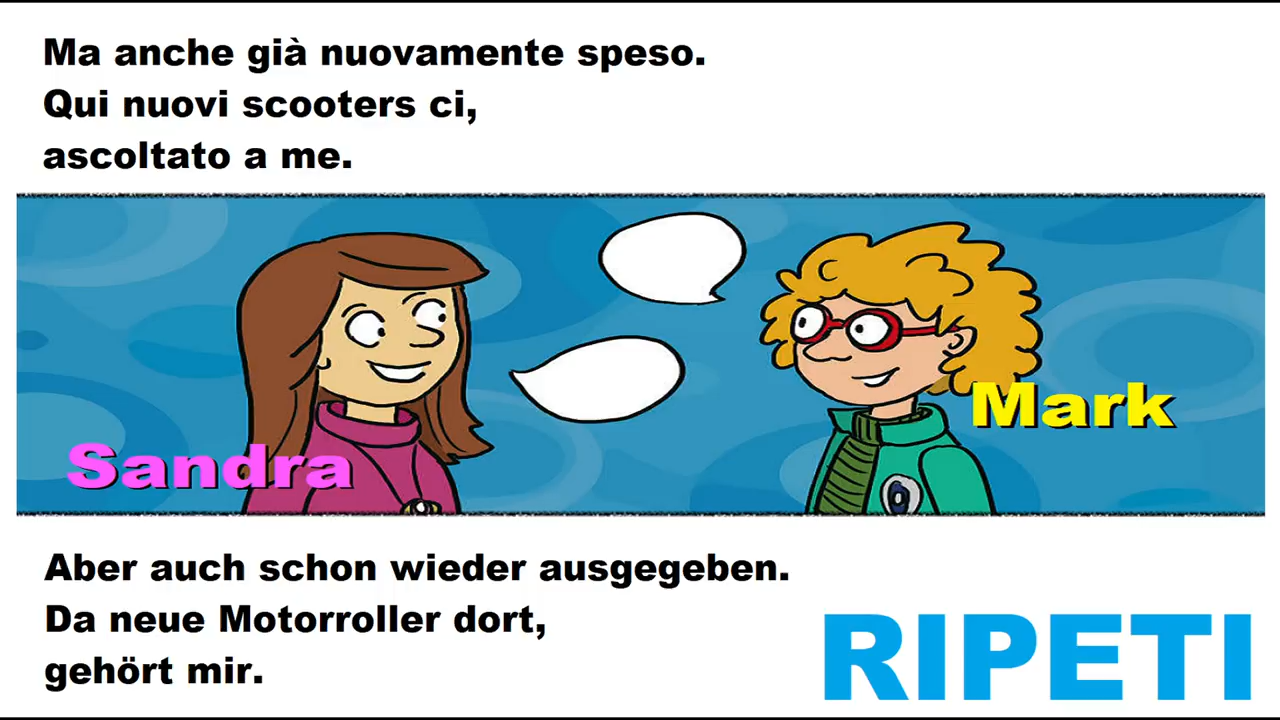 Ma anche già nuovamente speso.
Qui nuovi scooters ci,
ascoltato a me.
Mark
Sandra
Aber auch schon wieder ausgegeben.
Da neue Motorroller dort,
gehört mir.
RIPETI